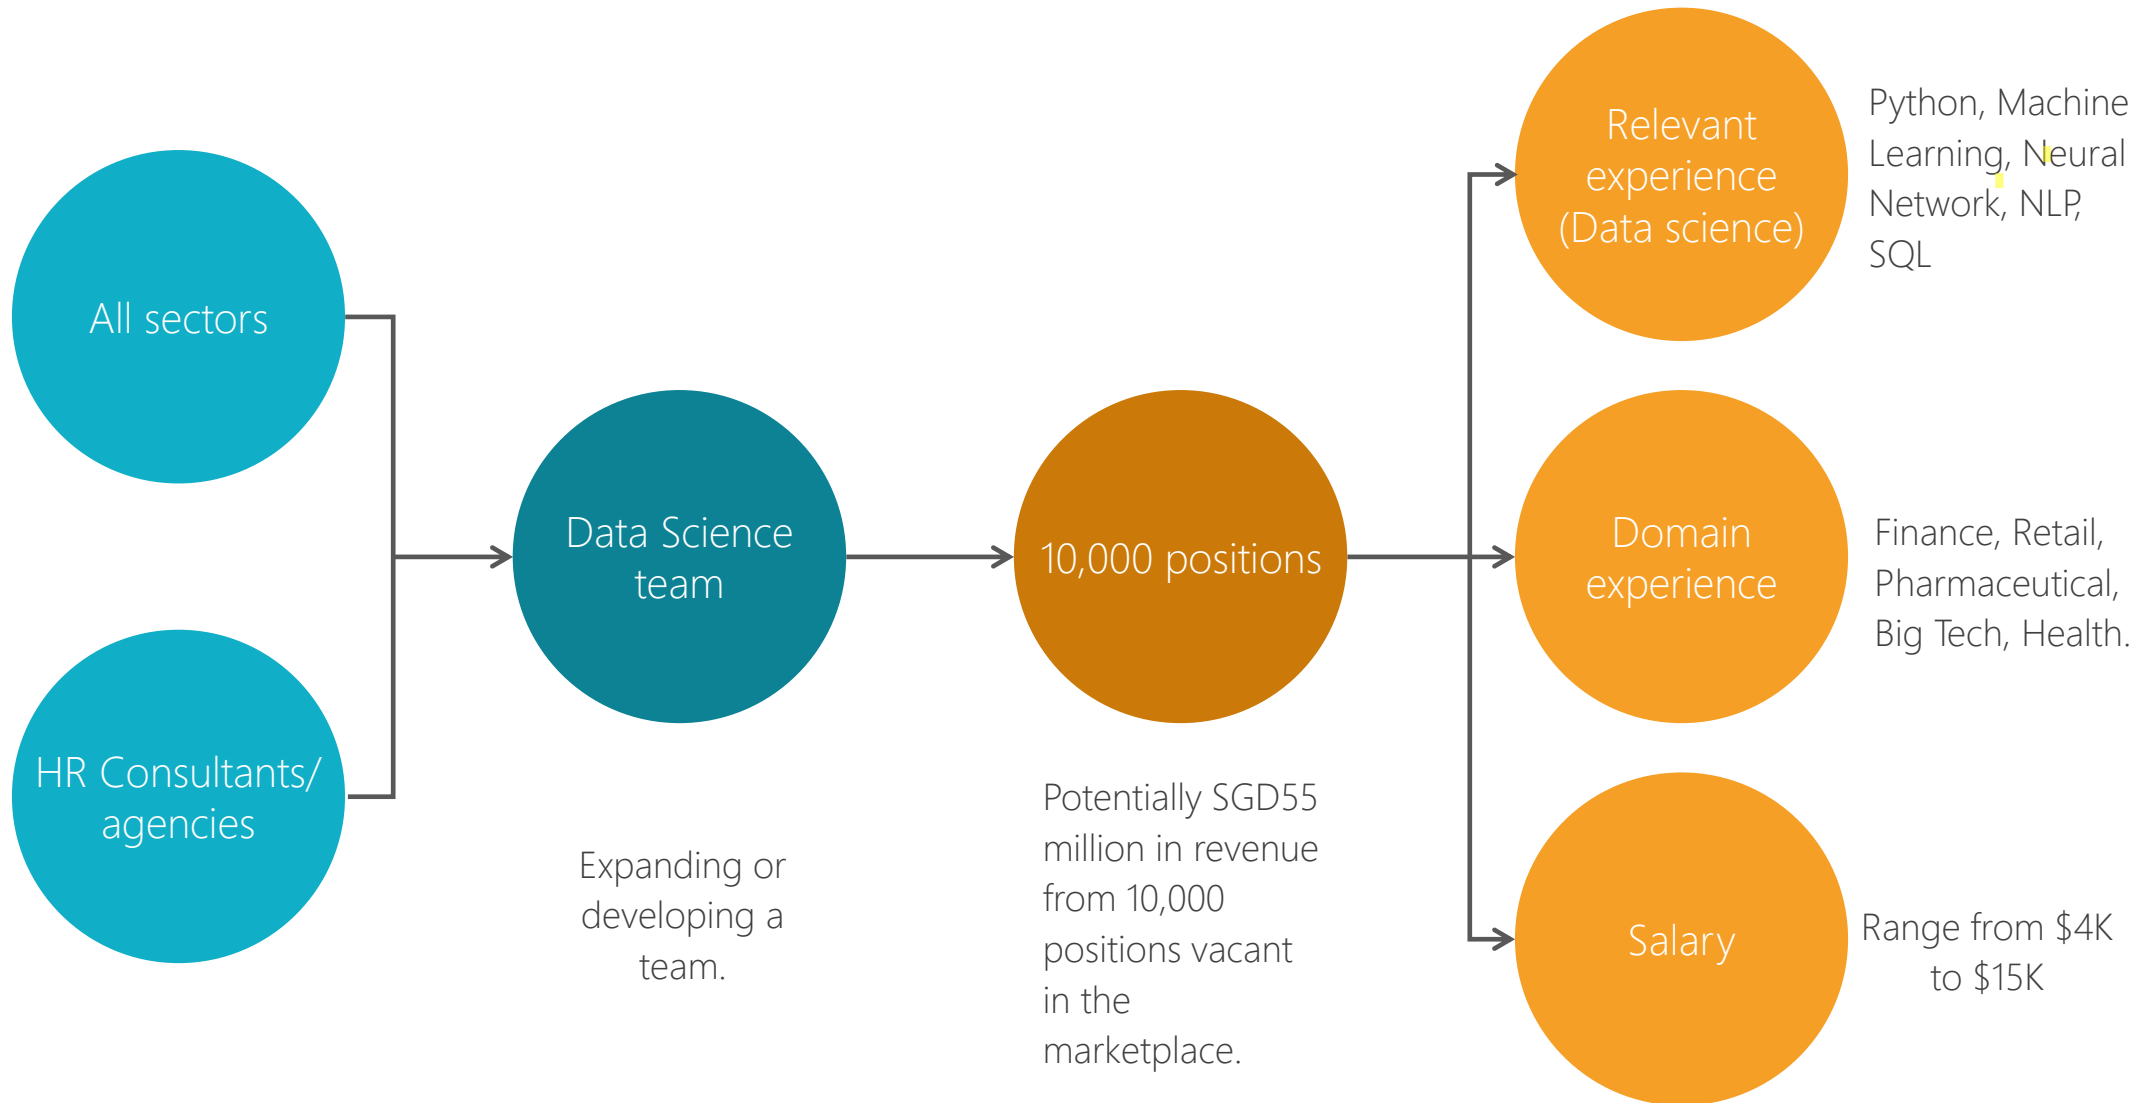 All sectors
HR Consultants/
agencies
Data Science
team
Expanding or
developing a
team.
10,000 positions
Potentially SGD55
million in revenue
from 10,000
positions vacant
in the
marketplace.
Relevant
experience
(Data science)
Python, Machine
Learning, Neural
Network, NLP,
SQL
Domain
experience
Finance, Retail,
Pharmaceutical,
Big Tech, Health.
Salary
Range from $4K
to $15K